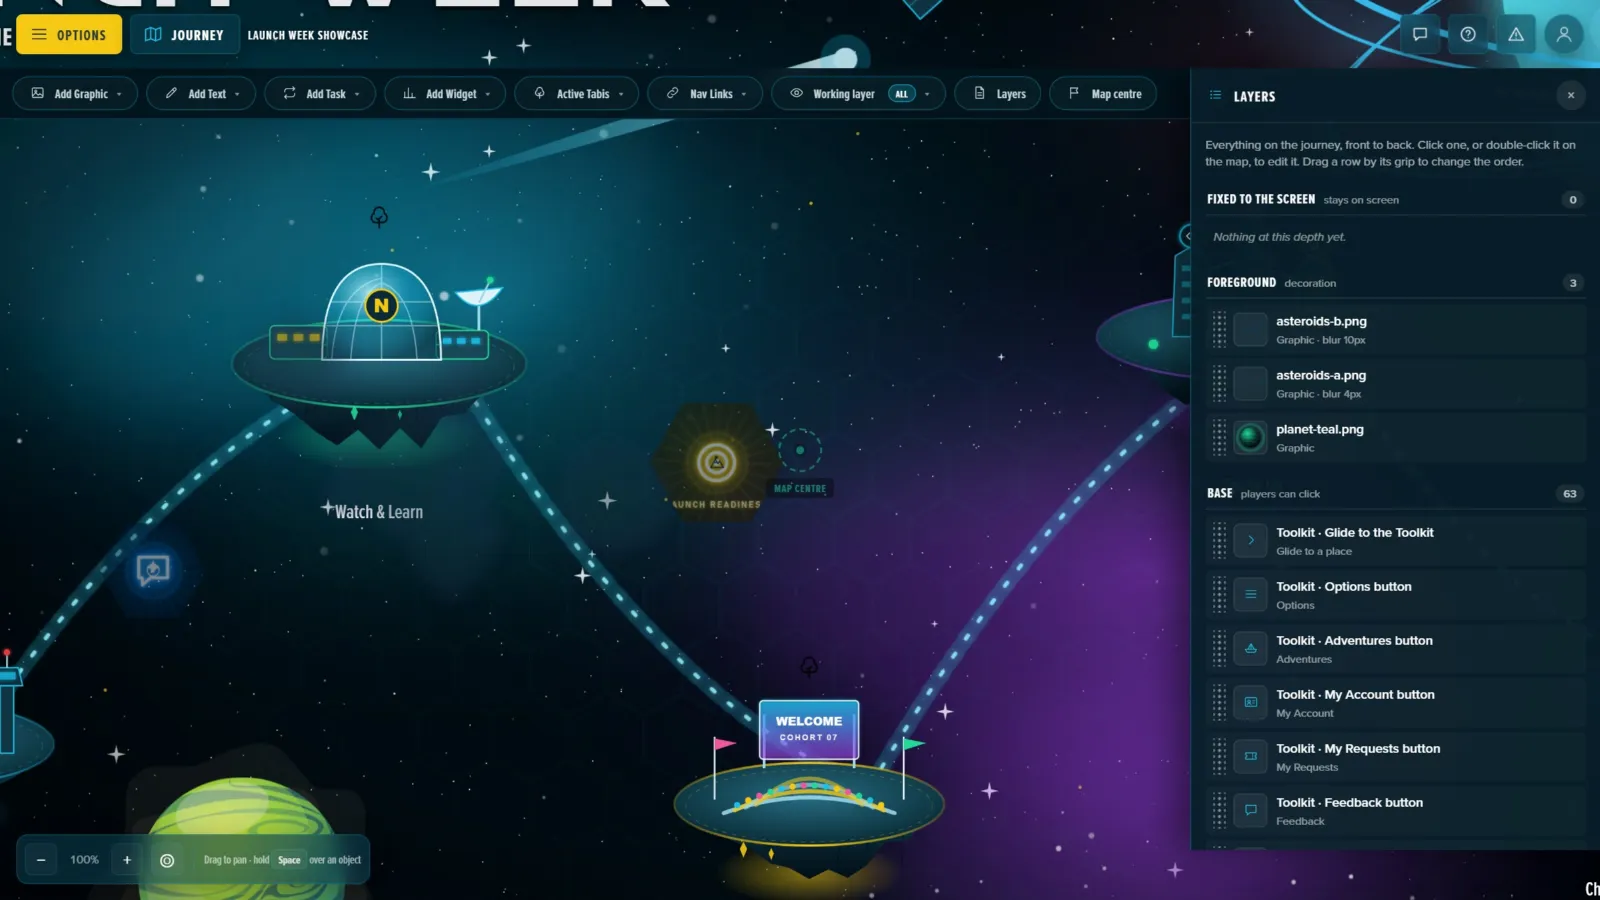 OPTIONS
JOURNEY
LAUNCH WEEK SHOWCASE
Add Graphic
Add Text
Add Task
Add Widget
Active Tabis
Nav Links
Working layer
ALL
Layers
Map centre
LAYERS
Everything on the journey, front to back. Click one, or double-click it on
the map, to edit it. Drag a row by its grip to change the order.
FIXED TO THE SCREEN stays on screen
0
Nothing at this depth yet.
FOREGROUND decoration
3
asteroids-b.png
Graphic · blur 10px
asteroids-a.png
Graphic · blur 4px
planet-teal.png
Graphic
BASE players can click
63
Toolkit · Glide to the Toolkit
Glide to a place
Toolkit · Options button
Options
Toolkit · Adventures button
Adventures
Toolkit · My Account button
My Account
Toolkit · My Requests button
My Requests
Toolkit · Feedback button
Feedback
N
Watch & Learn
AUNCH READINES
MAP CENTRE
WELCOME
COHORT 07
100%
Drag to pan · hold Space over an object
Ch